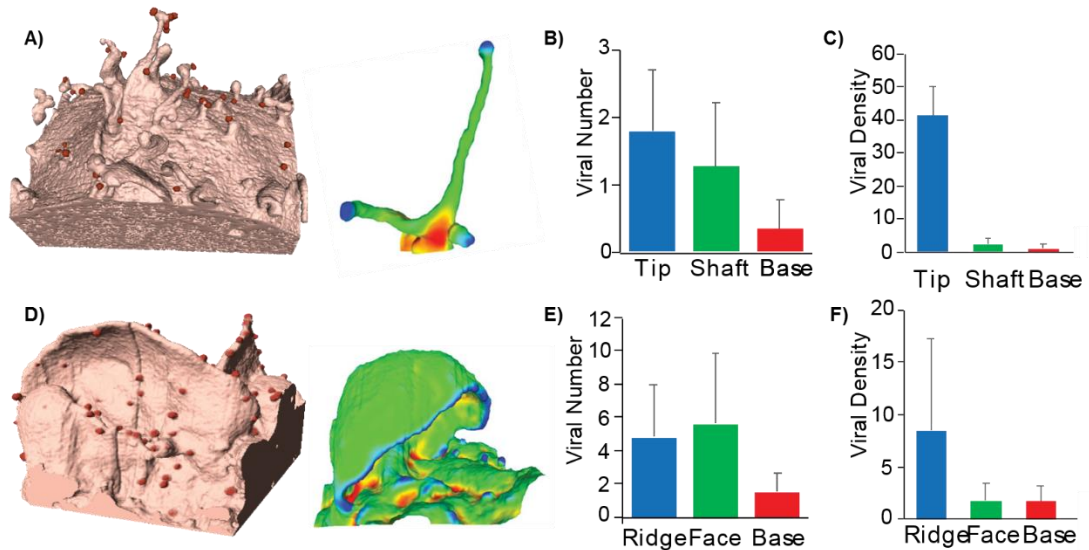 A)
B)
Viral Number
3
2
1
0
Tip Shaft Base
C)
Viral Density
60
50
40
30
20
10
0
Tip Shaft Base
D)
E)
Viral Number
12
10
8
6
4
2
0
Ridge Face Base
F)
Viral Density
20
15
10
5
0
Ridge Face Base